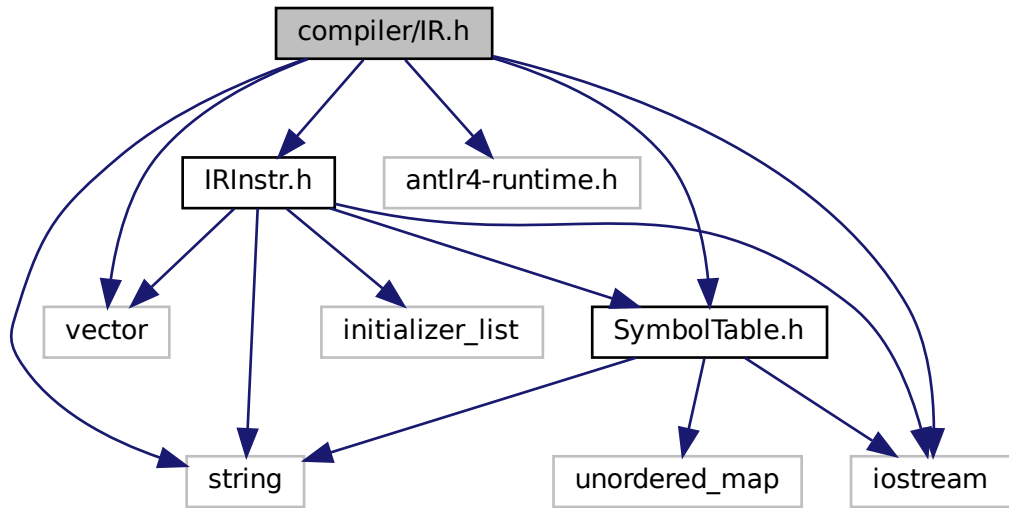 compiler/IR.h
IRInstr.h
antlr4-runtime.h
vector
initializer_list
SymbolTable.h
string
unordered_map
iostream